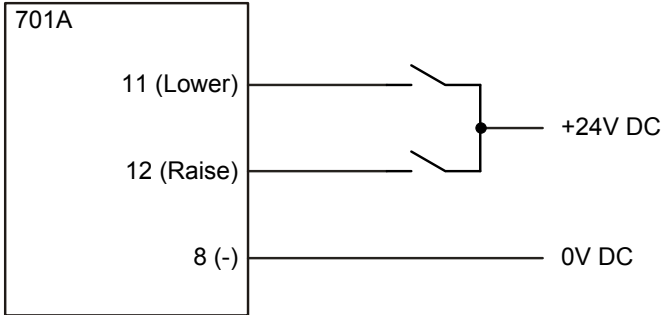 701A
11 (Lower)
+24V DC
12 (Raise)
8 (-)
0V DC